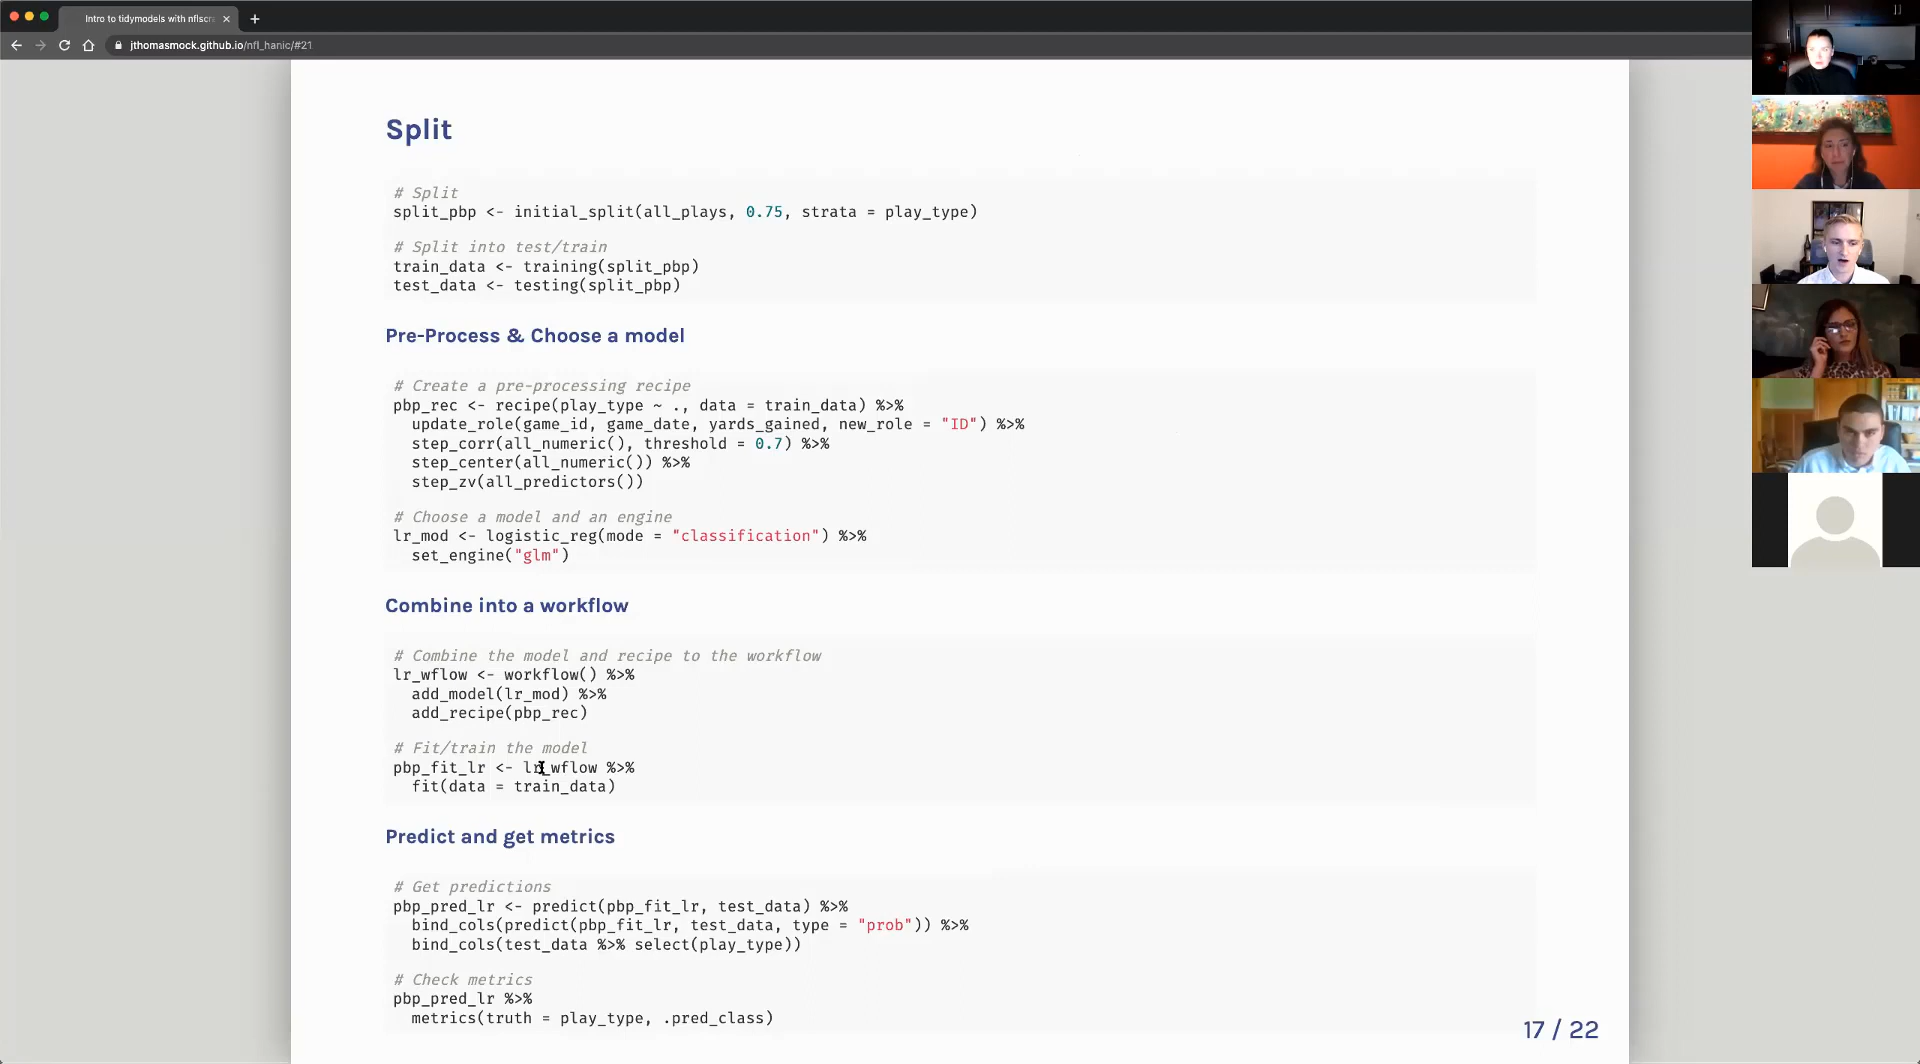 Intro to tidymodels with nflscra
jthomasmock.github.io/nfl_hanic/#21
Split
# Split
split_pbp <- initial_split(all_plays, 0.75, strata = play_type)
# Split into test/train
train_data <- training(split_pbp)
test_data <- testing(split_pbp)
Pre-Process & Choose a model
# Create a pre-processing recipe
pbp_rec <- recipe(play_type ~ ., data = train_data) %>%
update_role(game_id, game_date, yards_gained, new_role = "ID") %>%
step_corr(all_numeric(), threshold = 0.7) %>%
step_center(all_numeric()) %>%
step_zv(all_predictors())
# Choose a model and an engine
lr_mod <- logistic_reg(mode = "classification") %>%
set_engine("glm")
Combine into a workflow
# Combine the model and recipe to the workflow
lr_wflow <- workflow() %>%
add_model(lr_mod) %>%
add_recipe(pbp_rec)
# Fit/train the model
pbp_fit_lr <- lr_wflow %>%
fit(data = train_data)
Predict and get metrics
# Get predictions
pbp_pred_lr <- predict(pbp_fit_lr, test_data) %>%
bind_cols(predict(pbp_fit_lr, test_data, type = "prob")) %>%
bind_cols(test_data %>% select(play_type))
# Check metrics
pbp_pred_lr %>%
metrics(truth = play_type, .pred_class)
17 / 22